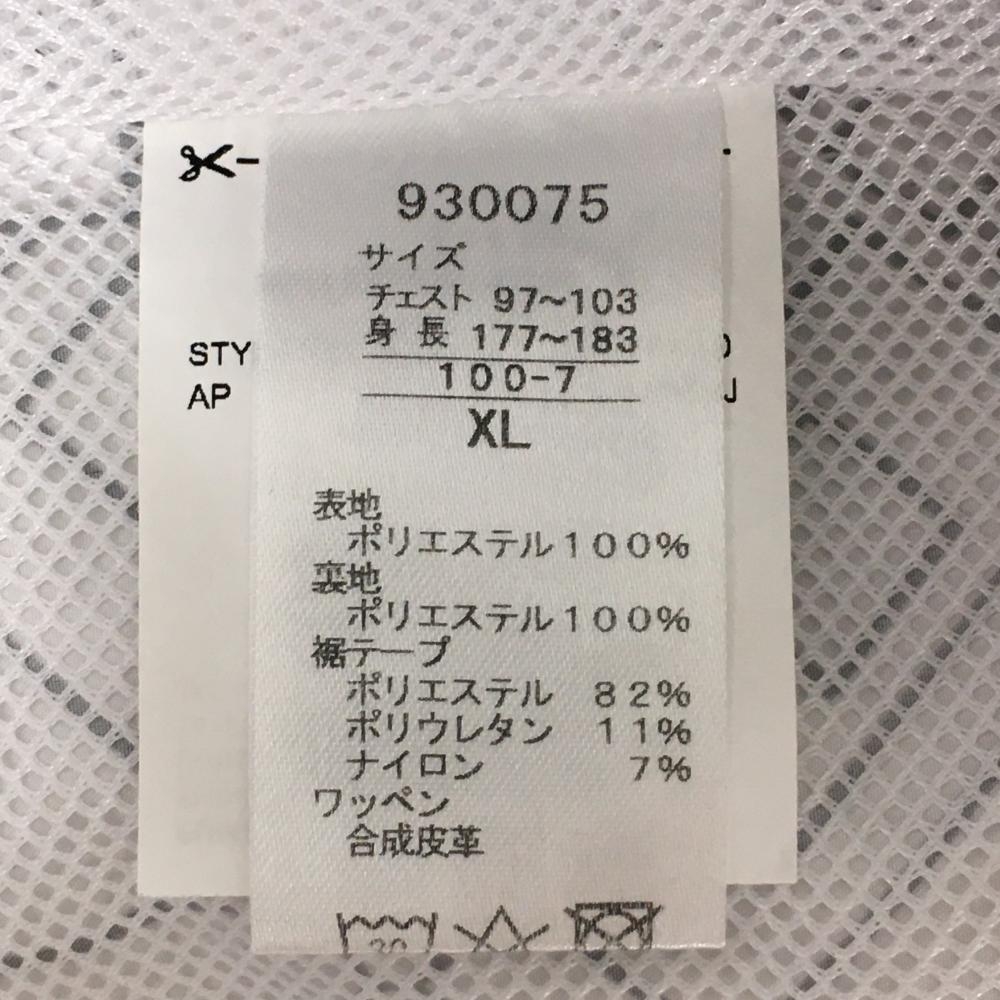 930075
サイズ
チェスト 97~103
身長 177~183
100-7
XL
表地
ポリエステル100%
裏地
ポリエステル100%
裾テープ
ポリエステル 82%
ポリウレタン 11%
ナイロン 7%
ワッペン
合成皮革
STY
AP